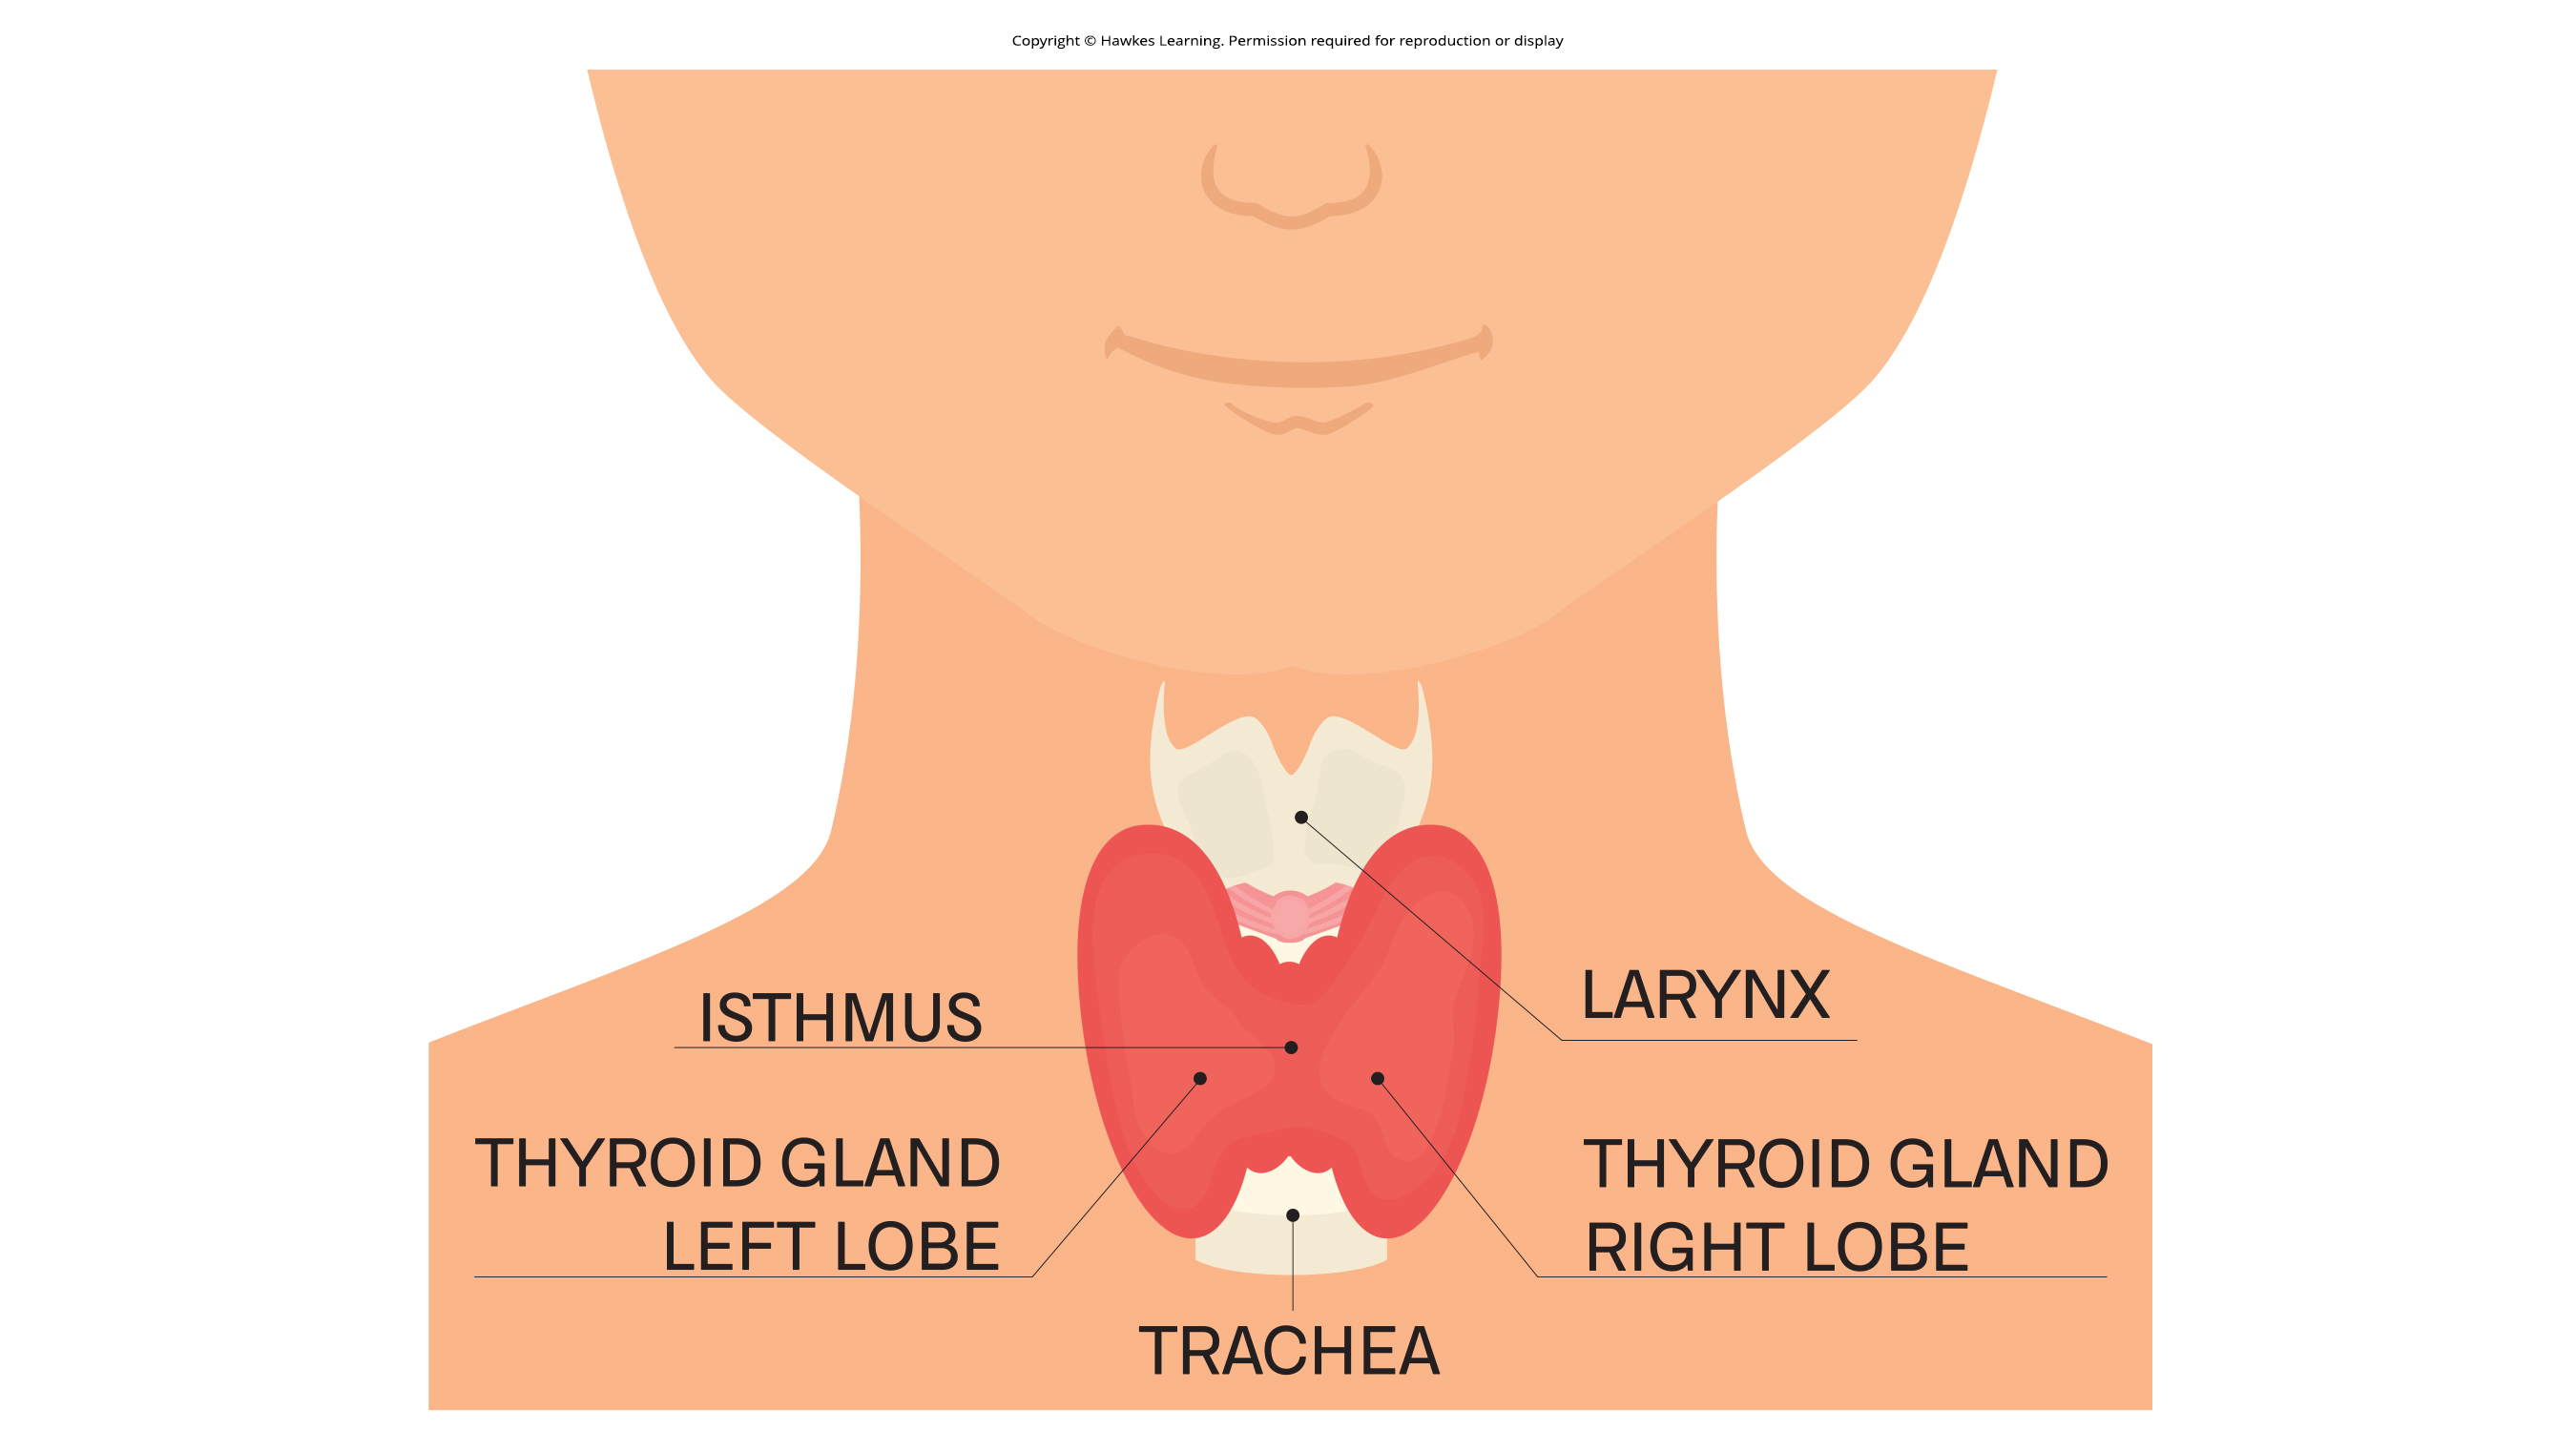 Copyright © Hawkes Learning. Permission required for reproduction or display
LARYNX
ISTHMUS
THYROID GLAND
LEFT LOBE
THYROID GLAND
RIGHT LOBE
TRACHEA